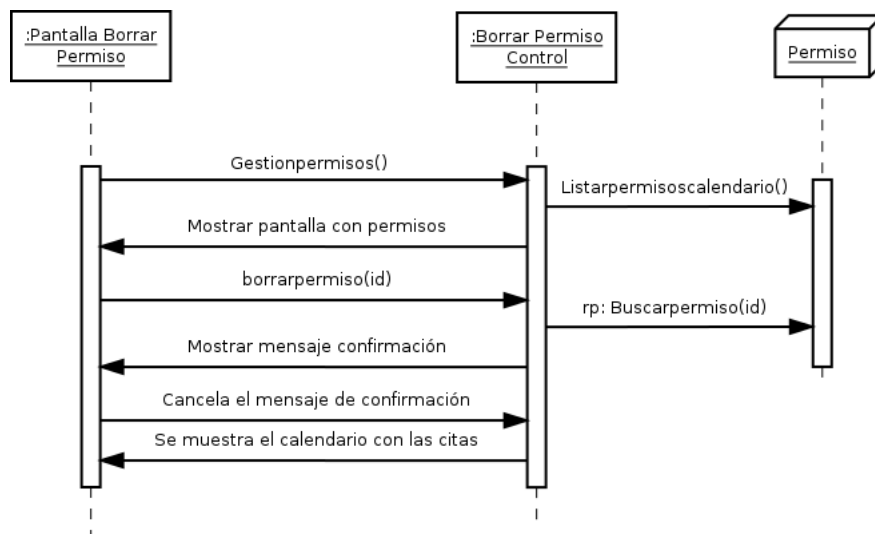 :Pantalla Borrar
Permiso
:Borrar Permiso
Control
Permiso
Gestionpermisos()
Listarpermisoscalendario()
Mostrar pantalla con permisos
borrarpermiso(id)
rp: Buscarpermiso(id)
Mostrar mensaje confirmación
Cancela el mensaje de confirmación
Se muestra el calendario con las citas